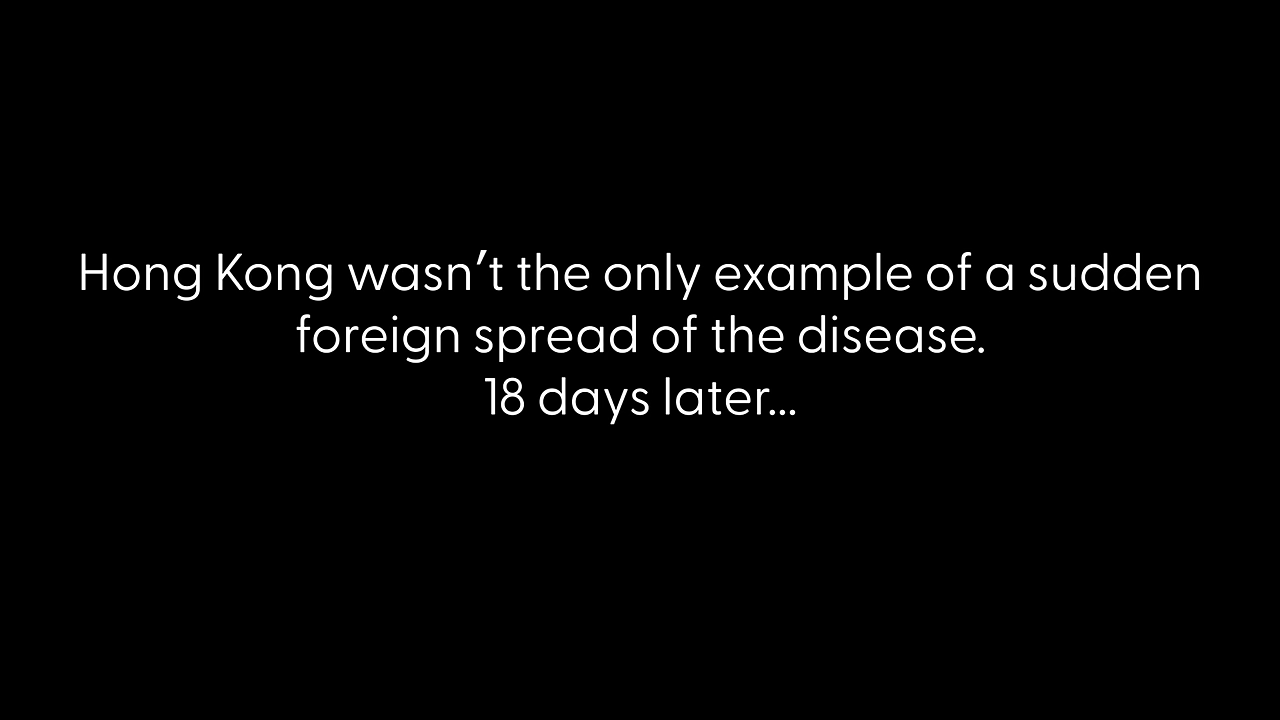 Hong Kong wasn't the only example of a sudden
foreign spread of the disease.
18 days later...